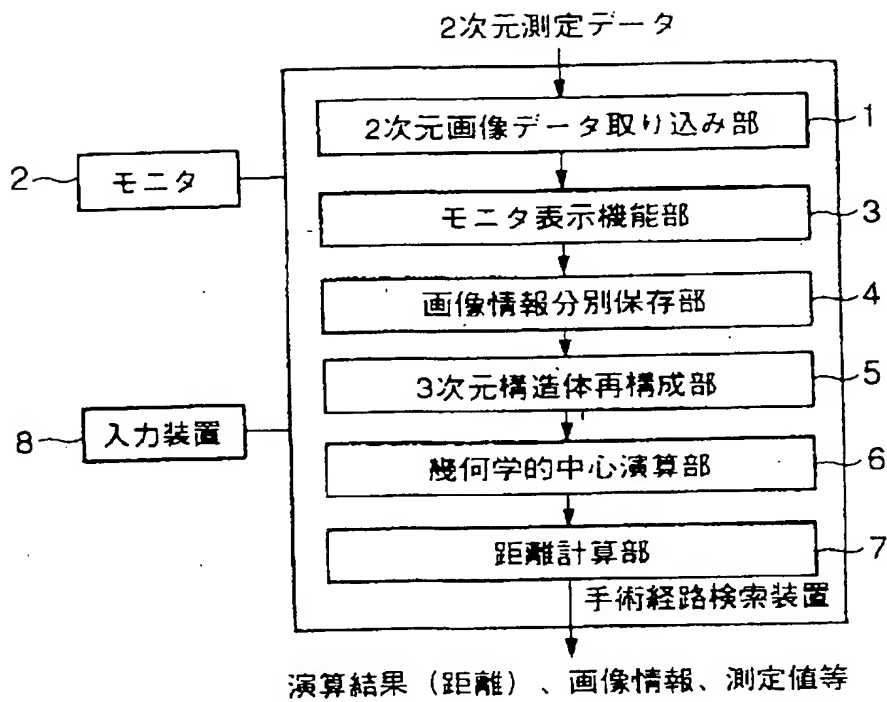 2次元測定データ
2次元画像データ取り込み部
1
2
モニタ
モニタ表示機能部
3
画像情報分別保存部
4
3次元構造体再構成部
5
8
入力装置
幾何学的中心演算部
6
距離計算部
7
手術経路検索装置
演算結果（距離）、画像情報、測定値等